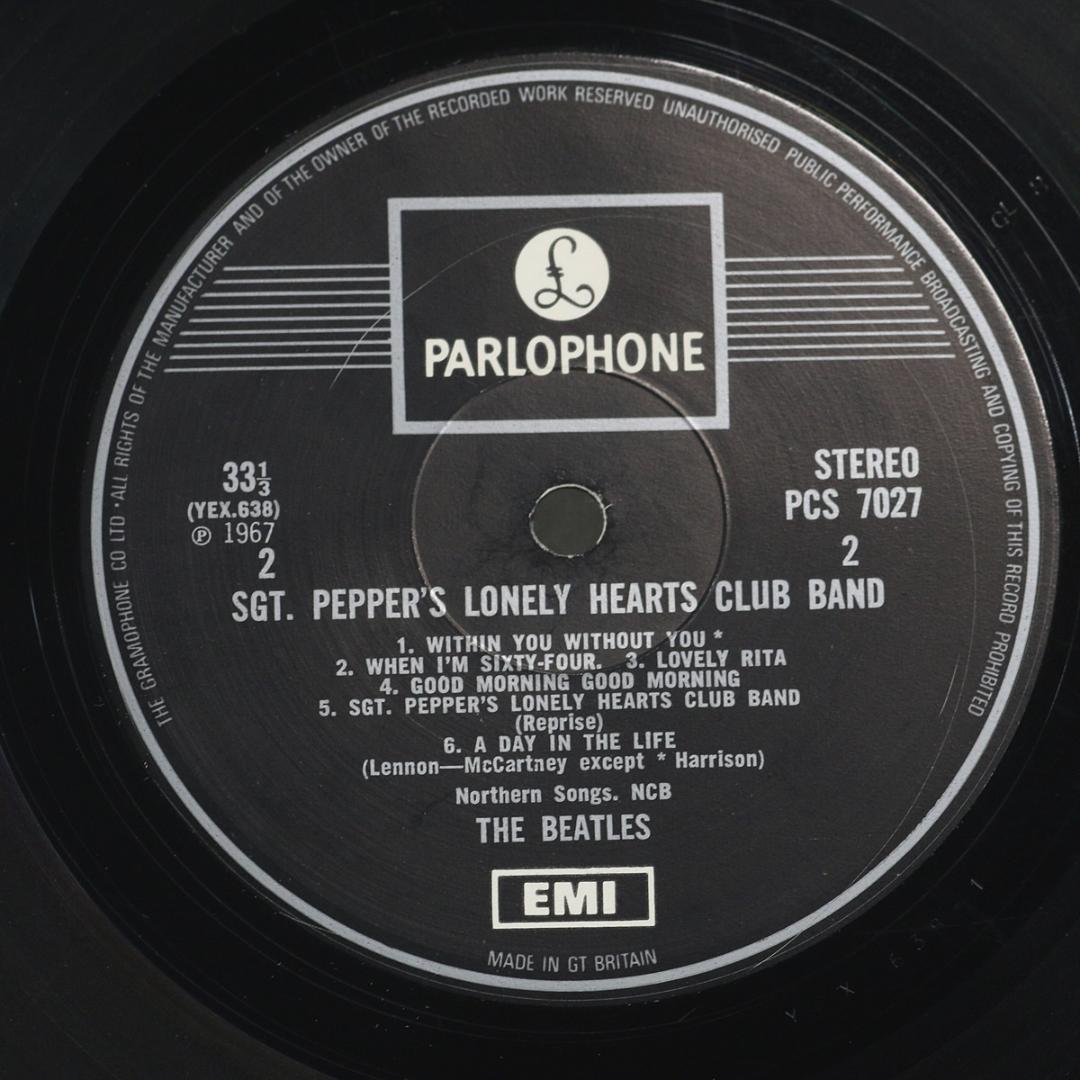 THE GRAMOPHONE CO LTD · ALL RIGHTS OF THE MANUFACTURER AND OF THE OWNER OF THE RECORDED WORK RESERVED UNAUTHORISED PUBLIC PERFORMANCE BROADCASTING AND COPYING OF THIS RECORD PROHIBITED
£
PARLOPHONE
33⅓
(YEX.638)
℗ 1967
2
STEREO
PCS 7027
2
SGT. PEPPER'S LONELY HEARTS CLUB BAND
1. WITHIN YOU WITHOUT YOU *
2. WHEN I'M SIXTY-FOUR. 3. LOVELY RITA
4. GOOD MORNING GOOD MORNING
5. SGT. PEPPER'S LONELY HEARTS CLUB BAND
(Reprise)
6. A DAY IN THE LIFE
(Lennon—McCartney except * Harrison)
Northern Songs. NCB
THE BEATLES
EMI
MADE IN GT BRITAIN